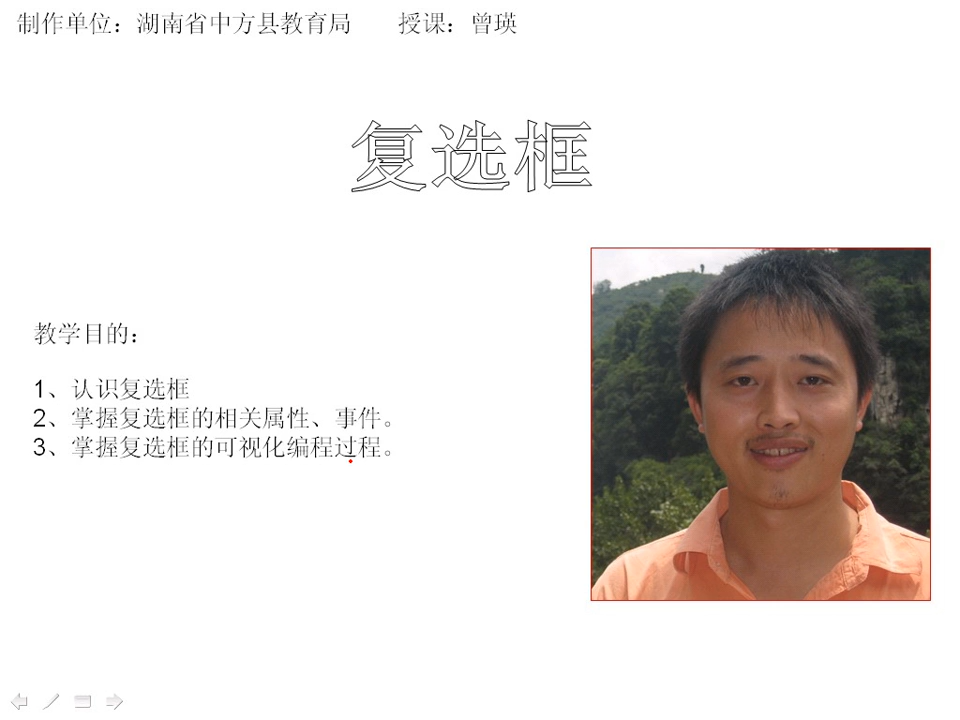 制作单位：湖南省中方县教育局　　授课：曾瑛
复选框
教学目的：
1、认识复选框
2、掌握复选框的相关属性、事件。
3、掌握复选框的可视化编程过程。